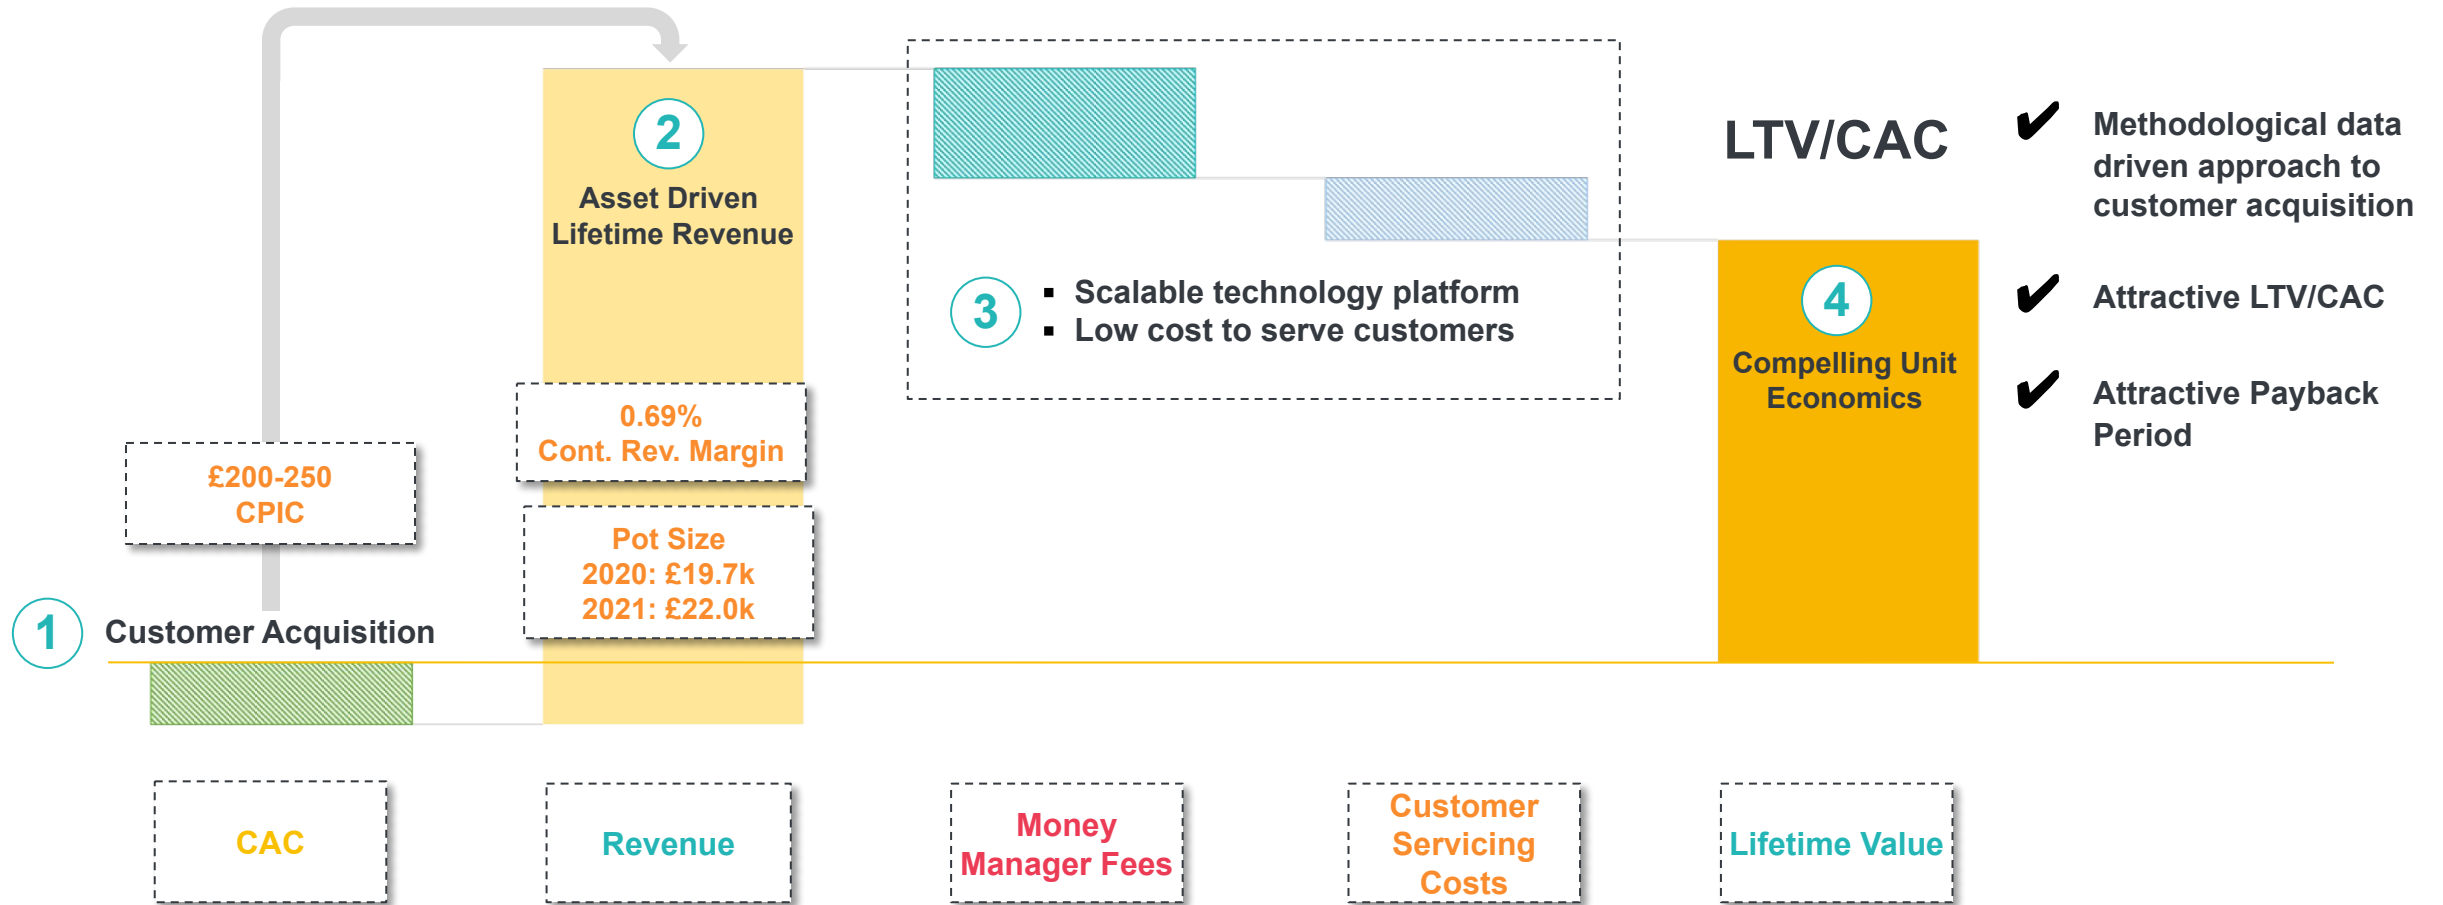 1
Customer Acquisition
£200-250
CPIC
2
Asset Driven
Lifetime Revenue
0.69%
Cont. Rev. Margin
Pot Size
2020: £19.7k
2021: £22.0k
3
▪ Scalable technology platform
▪ Low cost to serve customers
LTV/CAC
4
Compelling Unit
Economics
✔ Methodological data
driven approach to
customer acquisition
✔ Attractive LTV/CAC
✔ Attractive Payback
Period
CAC
Revenue
Money
Manager Fees
Customer
Servicing
Costs
Lifetime Value